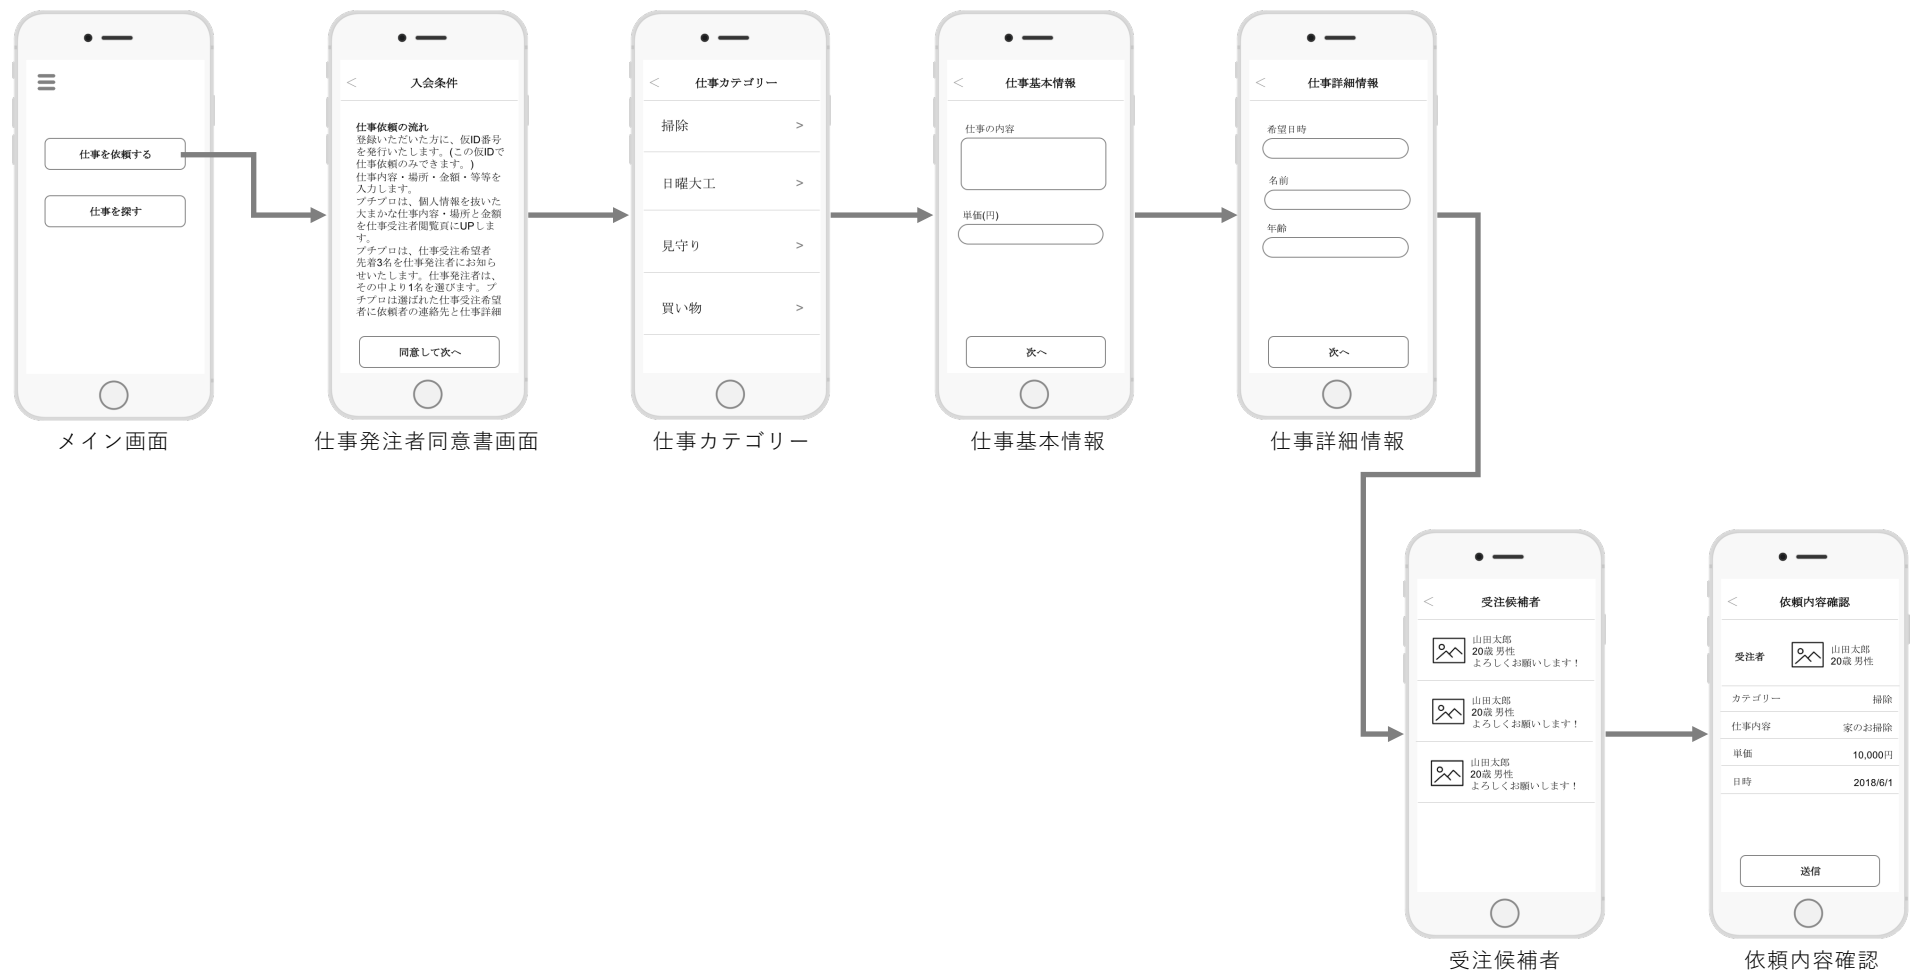 仕事を依頼する
仕事を探す
メイン画面
<
入会条件
仕事依頼の流れ
登録いただいた方に、仮ID番号
を発行いたします。(この仮IDで
仕事依頼のみできます。)
仕事内容・場所・金額・等等を
入力します。
プチプロは、個人情報を抜いた
大まかな仕事内容・場所と金額
を仕事受注者閲覧頁にUPしま
す。
プチプロは、仕事受注希望者
先着3名を仕事発注者にお知ら
せいたします。仕事発注者は、
その中より1名を選びます。プ
チプロは選ばれた仕事受注希望
者に依頼者の連絡先と仕事詳細
同意して次へ
仕事発注者同意書画面
<
仕事カテゴリー
掃除 >
日曜大工 >
見守り >
買い物 >
仕事カテゴリー
<
仕事基本情報
仕事の内容
単価(円)
次へ
仕事基本情報
<
仕事詳細情報
希望日時
名前
年齢
次へ
仕事詳細情報
<
受注候補者
山田太郎
20歳 男性
よろしくお願いします！
山田太郎
20歳 男性
よろしくお願いします！
山田太郎
20歳 男性
よろしくお願いします！
受注候補者
<
依頼内容確認
受注者
山田太郎
20歳 男性
カテゴリー 掃除
仕事内容 家のお掃除
単価 10,000円
日時 2018/6/1
送信
依頼内容確認